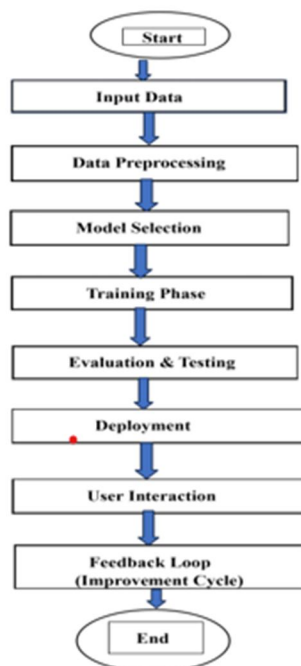 Start
Input Data
Data Preprocessing
Model Selection
Training Phase
Evaluation & Testing
Deployment
User Interaction
Feedback Loop
(Improvement Cycle)
End